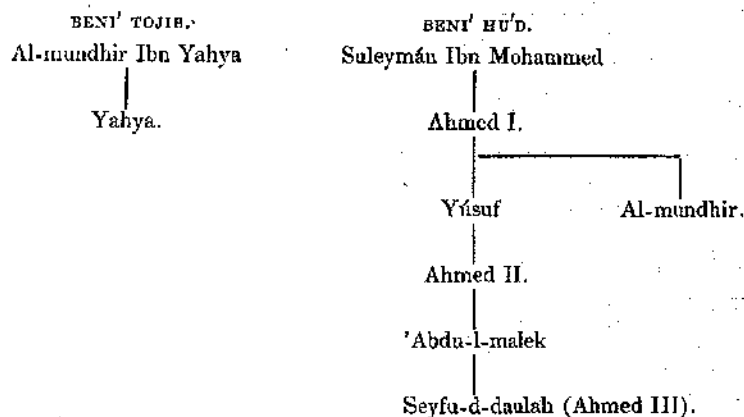 BENI' TOJIB.
Al-mundhir Ibn Yahya
Yahya.
BENI' HU'D.
Suleymán Ibn Mohammed
Ahmed I.
Yúsuf
Al-mundhir.
Ahmed II.
'Abdu-l-malek
Seyfu-d-daulah (Ahmed III).